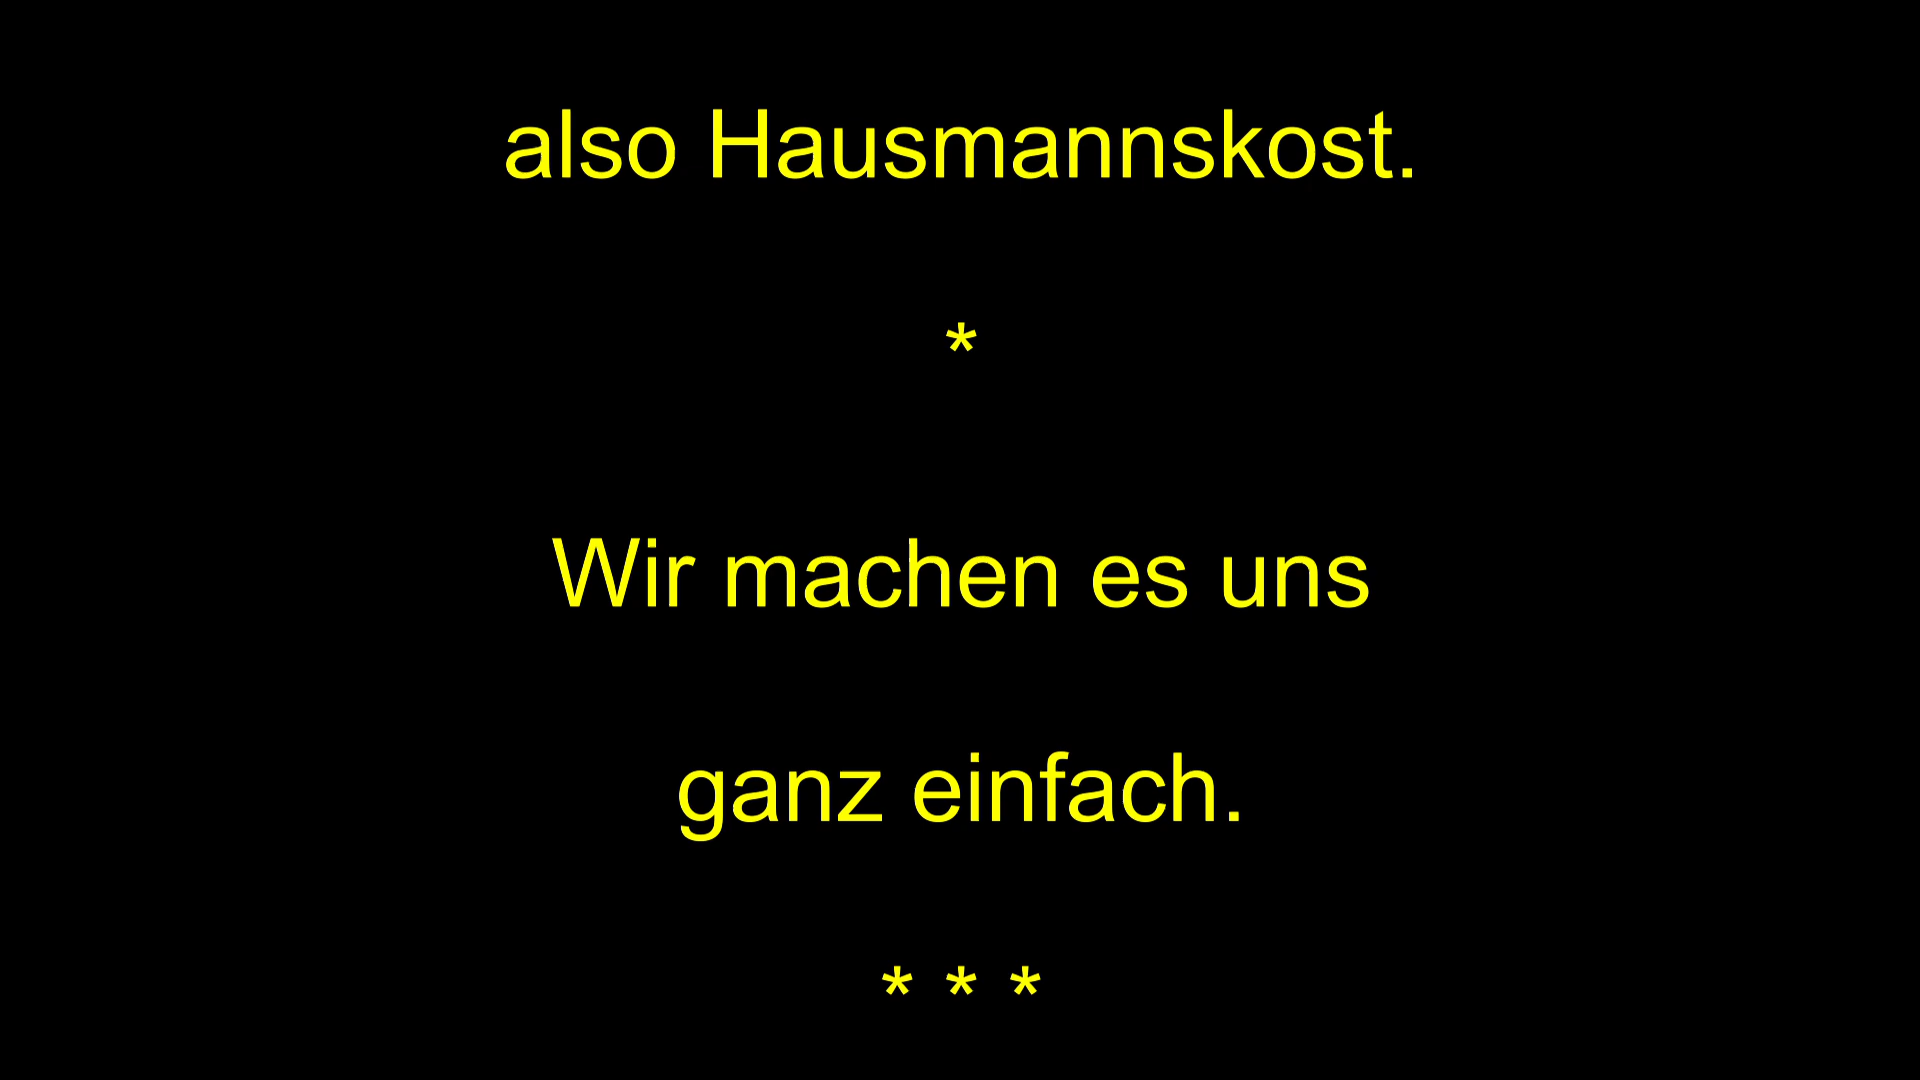 also Hausmannskost.
*
Wir machen es uns
ganz einfach.
* * *